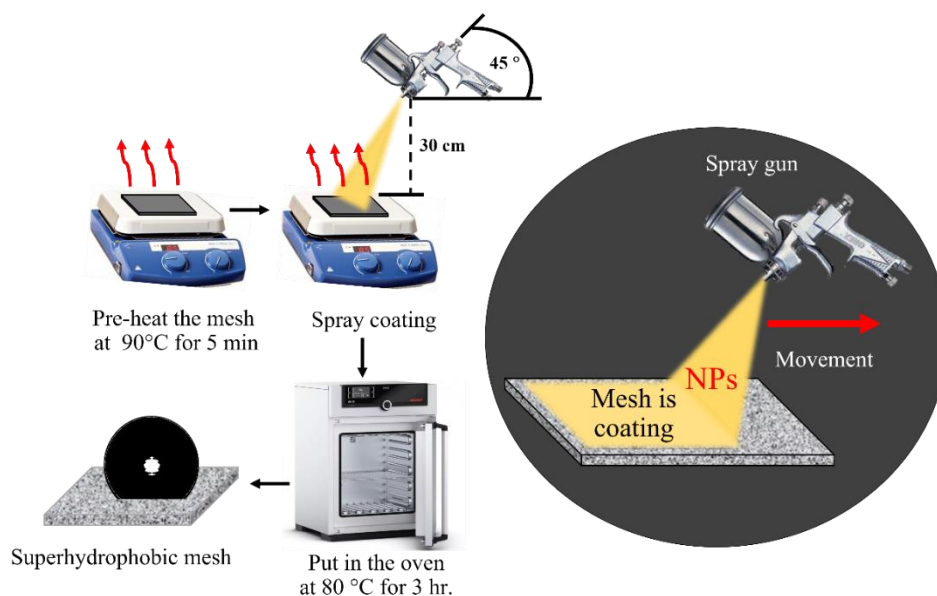 45 °
30 cm
Pre-heat the mesh
at 90°C for 5 min
Spray coating
Put in the oven
at 80 °C for 3 hr.
Superhydrophobic mesh
Spray gun
Movement
NPs
Mesh is
coating